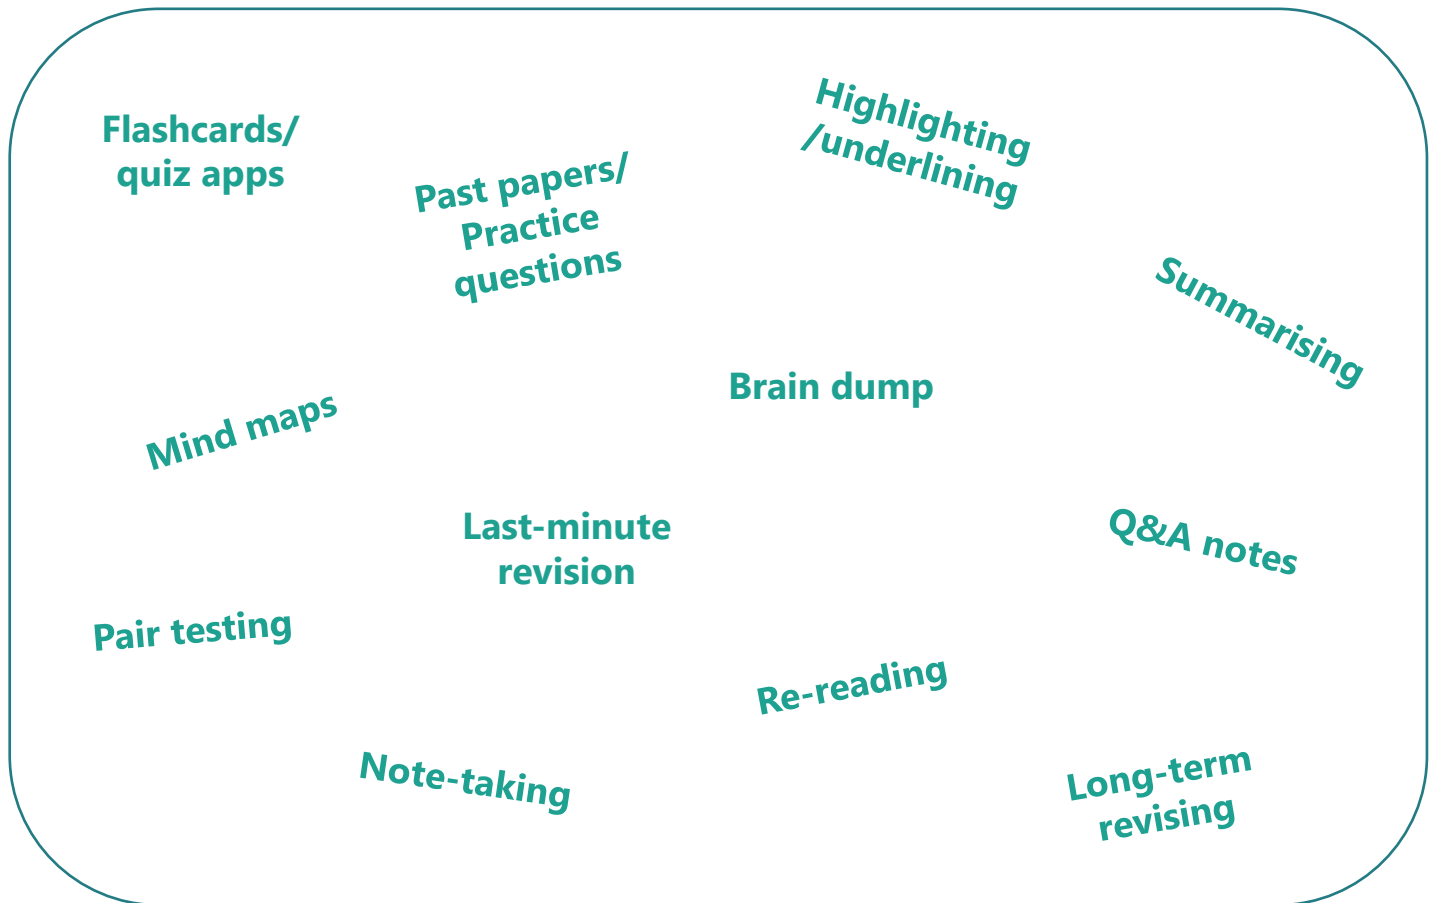 Flashcards/
quiz apps
Past papers/
Practice
questions
Highlighting
/underlining
Summarising
Mind maps
Brain dump
Last-minute
revision
Q&A notes
Pair testing
Re-reading
Note-taking
Long-term
revising